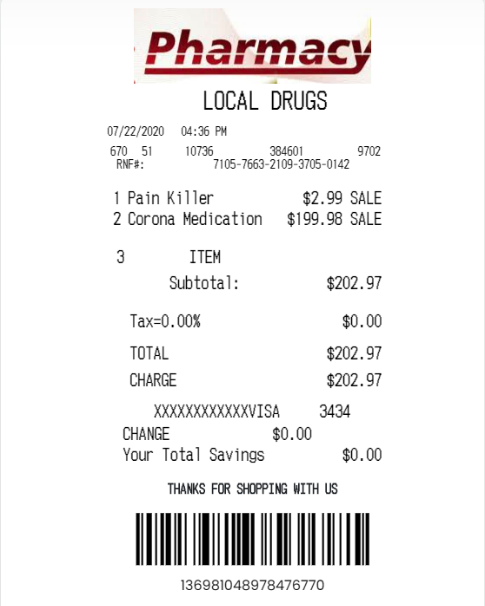 Pharmacy
LOCAL DRUGS
07/22/2020 04:36 PM
670 51 10736 384601 9702
RNF#: 7105-7663-2109-3705-0142
1 Pain Killer $2.99 SALE
2 Corona Medication $199.98 SALE
3 ITEM
Subtotal: $202.97
Tax=0.00% $0.00
TOTAL $202.97
CHARGE $202.97
XXXXXXXXXXXXVISA 3434
CHANGE $0.00
Your Total Savings $0.00
THANKS FOR SHOPPING WITH US
136981048978476770